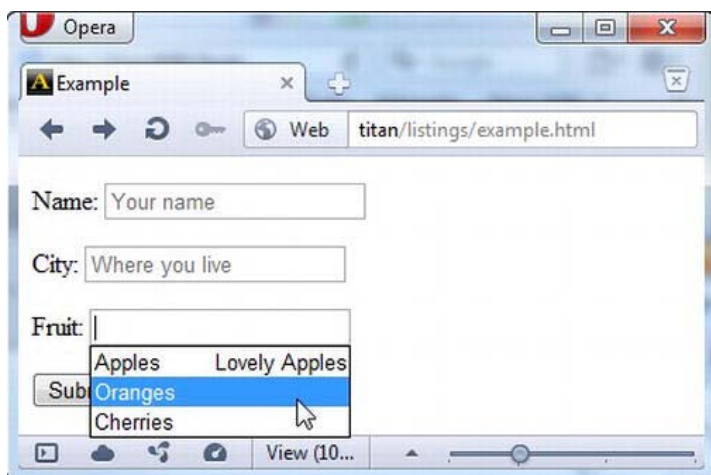 Opera
Example
Web titan/listings/example.html
Name: Your name
City: Where you live
Fruit:
Apples Lovely Apples
Oranges
Cherries
View (10...